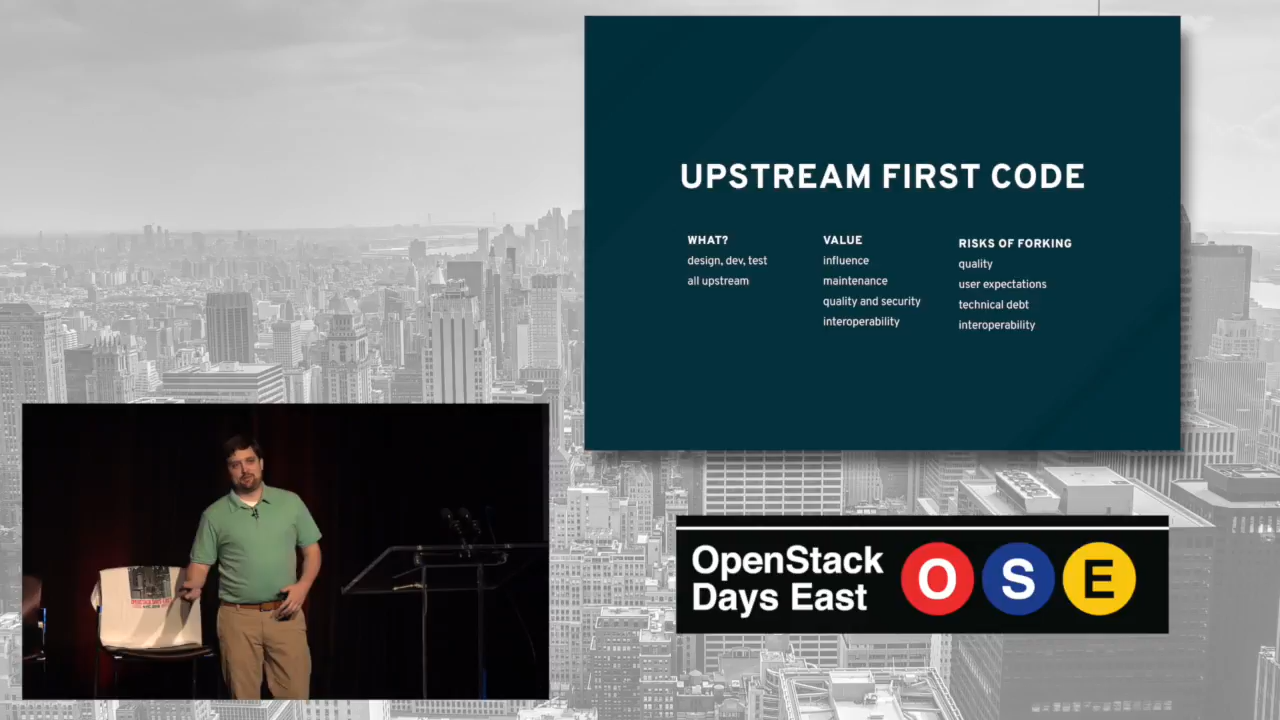 UPSTREAM FIRST CODE
WHAT?
design, dev, test
all upstream
VALUE
influence
maintenance
quality and security
interoperability
RISKS OF FORKING
quality
user expectations
technical debt
interoperability
OpenStack
Days East
O S E